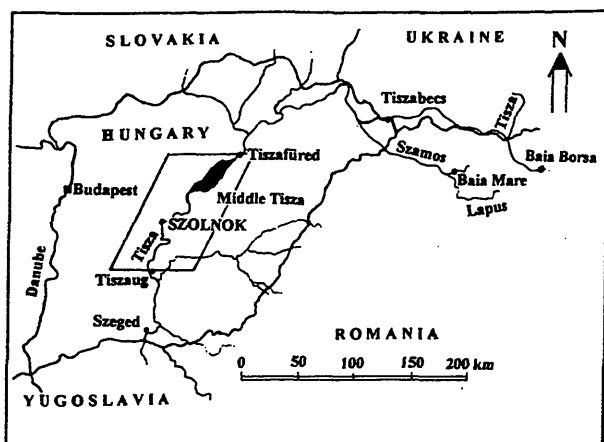 SLOVAKIA
UKRAINE
N
Tiszabecs
Tisza
HUNGARY
Tiszafüred
Szamos
Baia Borsa
Budapest
Baia Mare
Middle Tisza
Lapus
SZOLNOK
Tisza
Danube
Tiszaug
Szeged
ROMANIA
0 50 100 150 200 km
YUGOSLAVIA